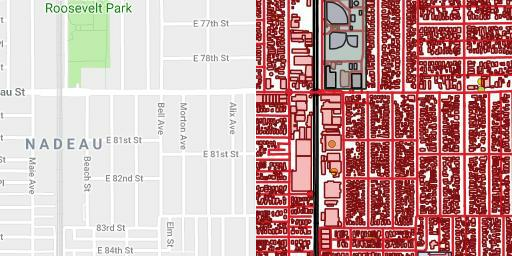 Roosevelt Park
E 77th St
E 78th St
au St
Bell Ave
Morton Ave
Alix Ave
NADEAU
E 81st St
E 81st St
Maie Ave
Beach St
E 82nd St
Pl
83rd St
Elm St
E 84th St